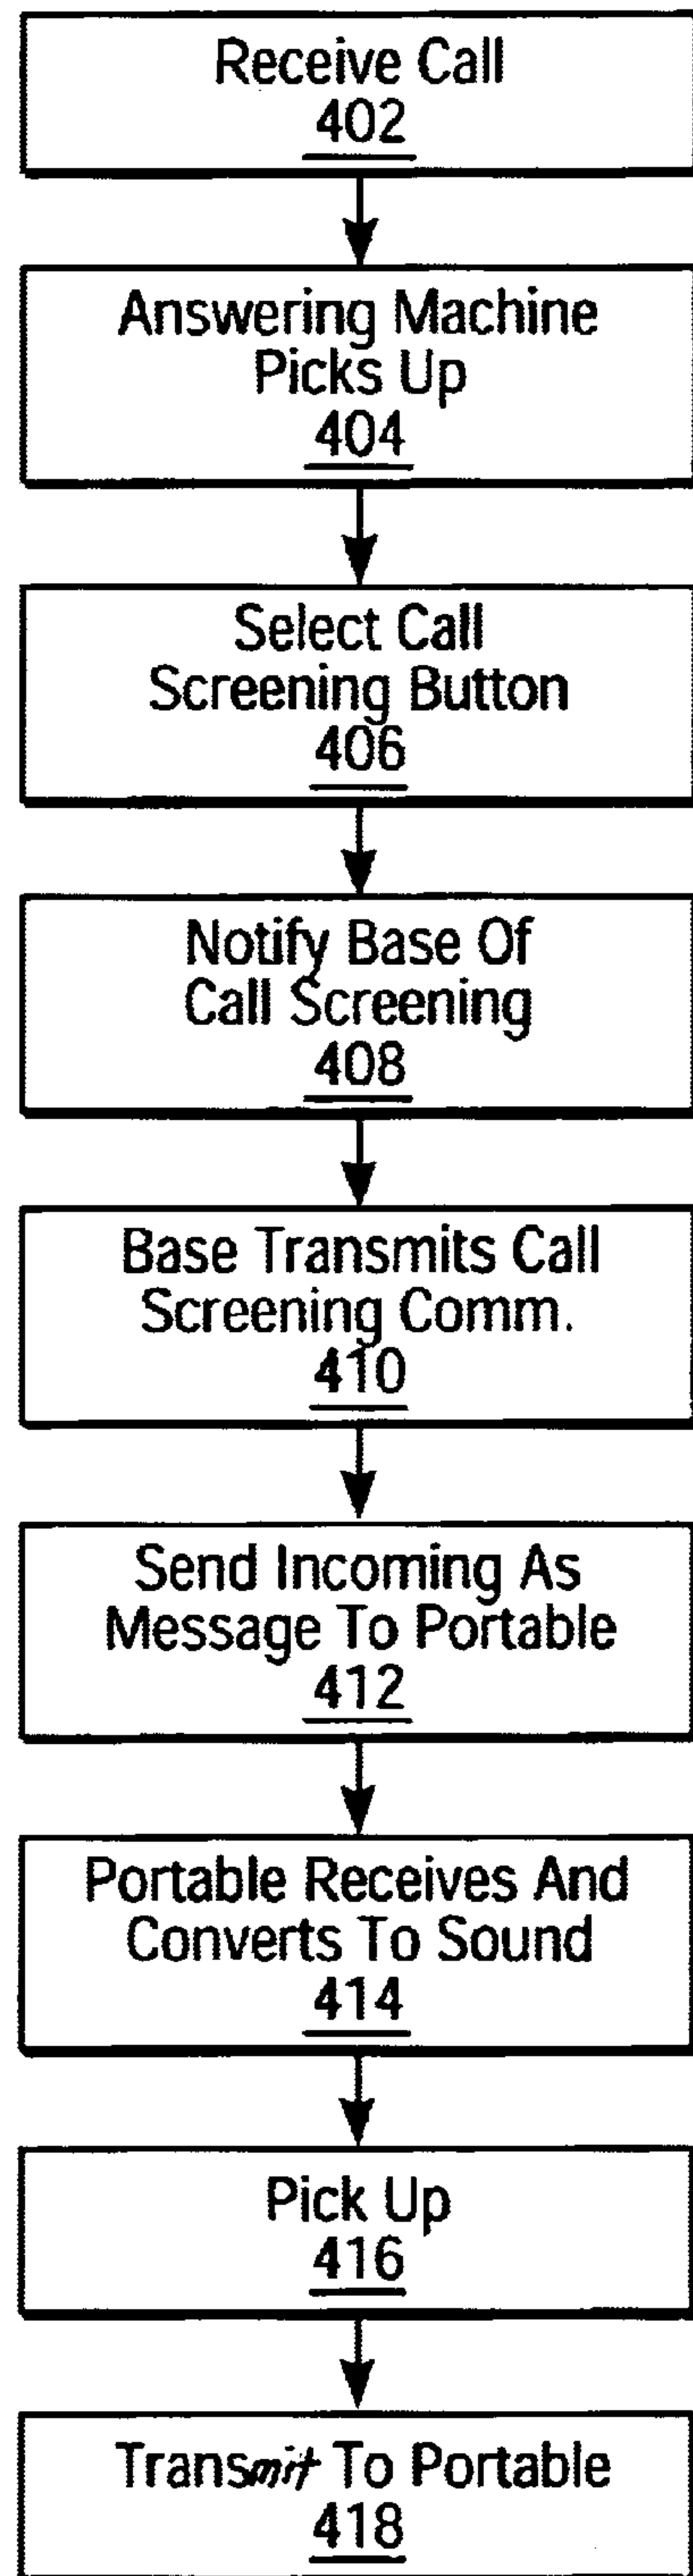 Receive Call
402
Answering Machine
Picks Up
404
Select Call
Screening Button
406
Notify Base Of
Call Screening
408
Base Transmits Call
Screening Comm.
410
Send Incoming As
Message To Portable
412
Portable Receives And
Converts To Sound
414
Pick Up
416
Transmit To Portable
418